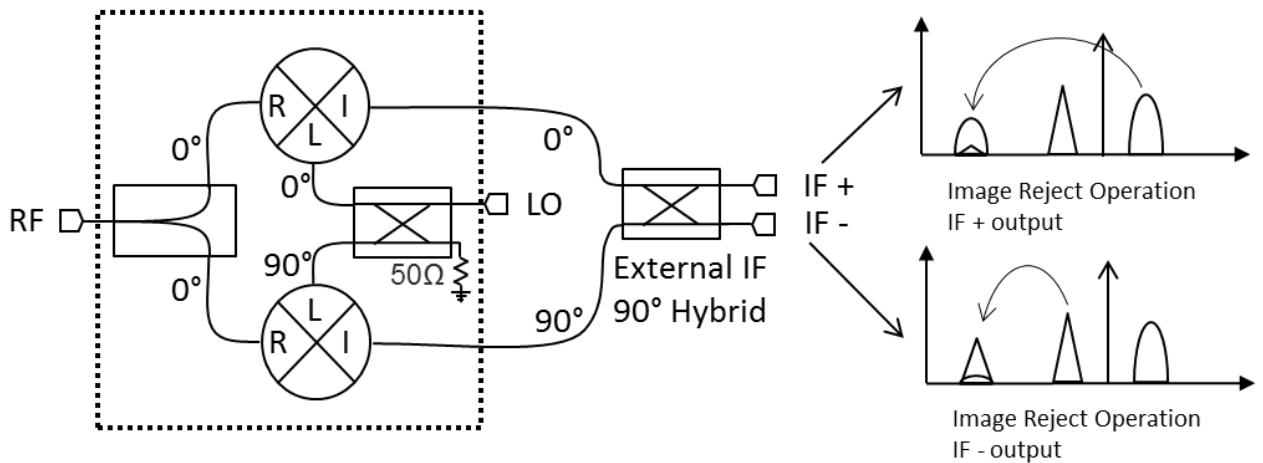 R
I
L
0°
0°
0°
RF
LO
90°
50Ω
0°
L
R
I
0°
90°
IF +
IF -
External IF
90° Hybrid
Image Reject Operation
IF + output
Image Reject Operation
IF - output